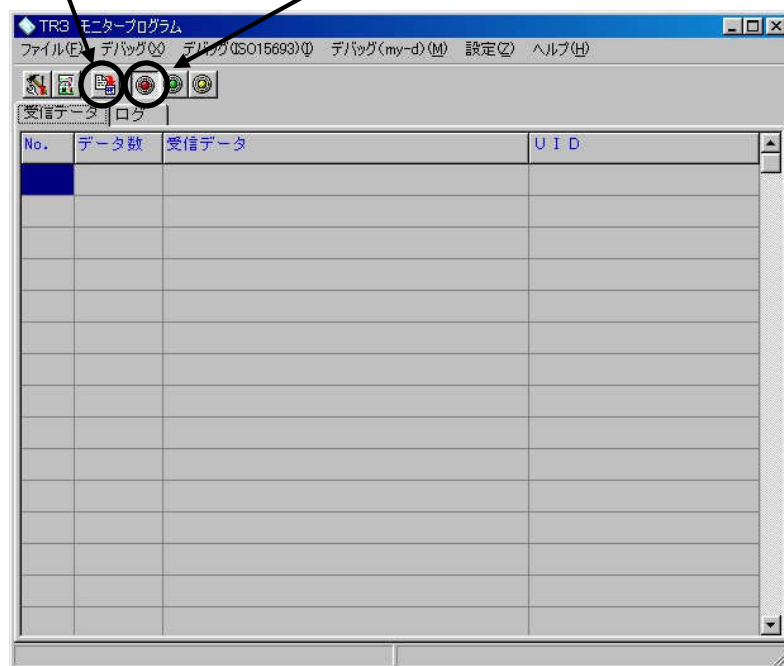 TR3 モニタープログラム
ファイル(F) デバッグ(X) デバッグ(ISO15693)(I) デバッグ(my-d)(M) 設定(Z) ヘルプ(H)
受信データ ログ
No. データ数 受信データ UID